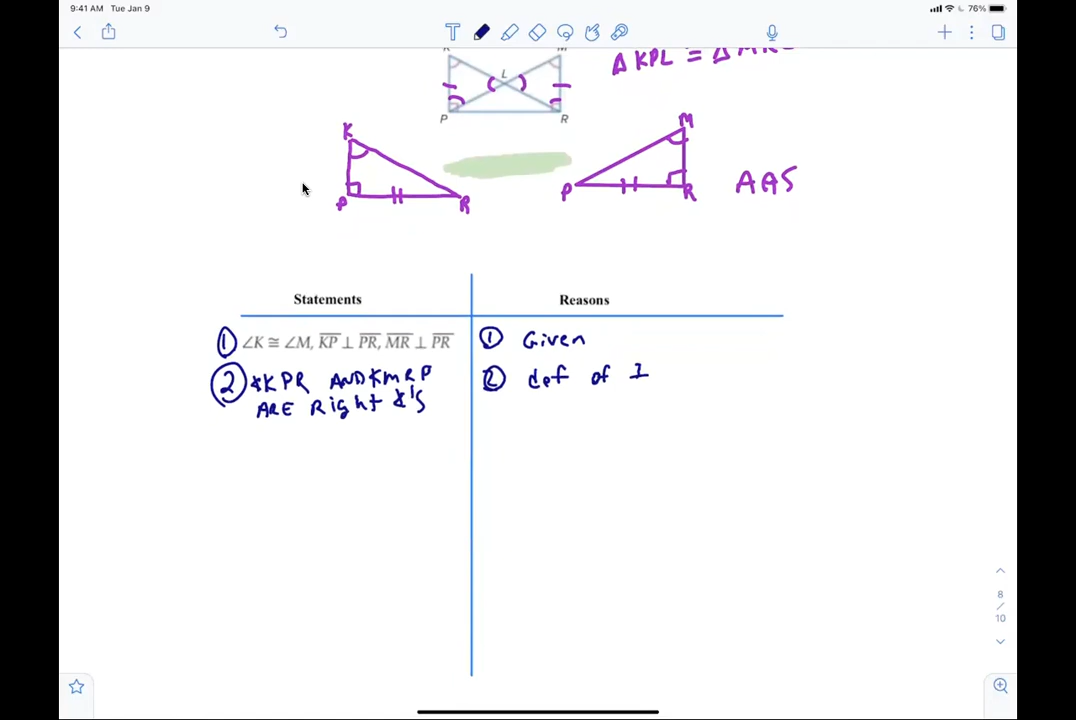 9:41 AM Tue Jan 9
76%
T
L
P
R
△KPL ≅
K
P
R
M
P
R
AAS
Statements
Reasons
① ∠K ≅ ∠M, KP ⊥ PR, MR ⊥ PR
① Given
② ∡KPR AND ∡MRP
ARE Right ∡'s
② def of ⊥
8
/
10